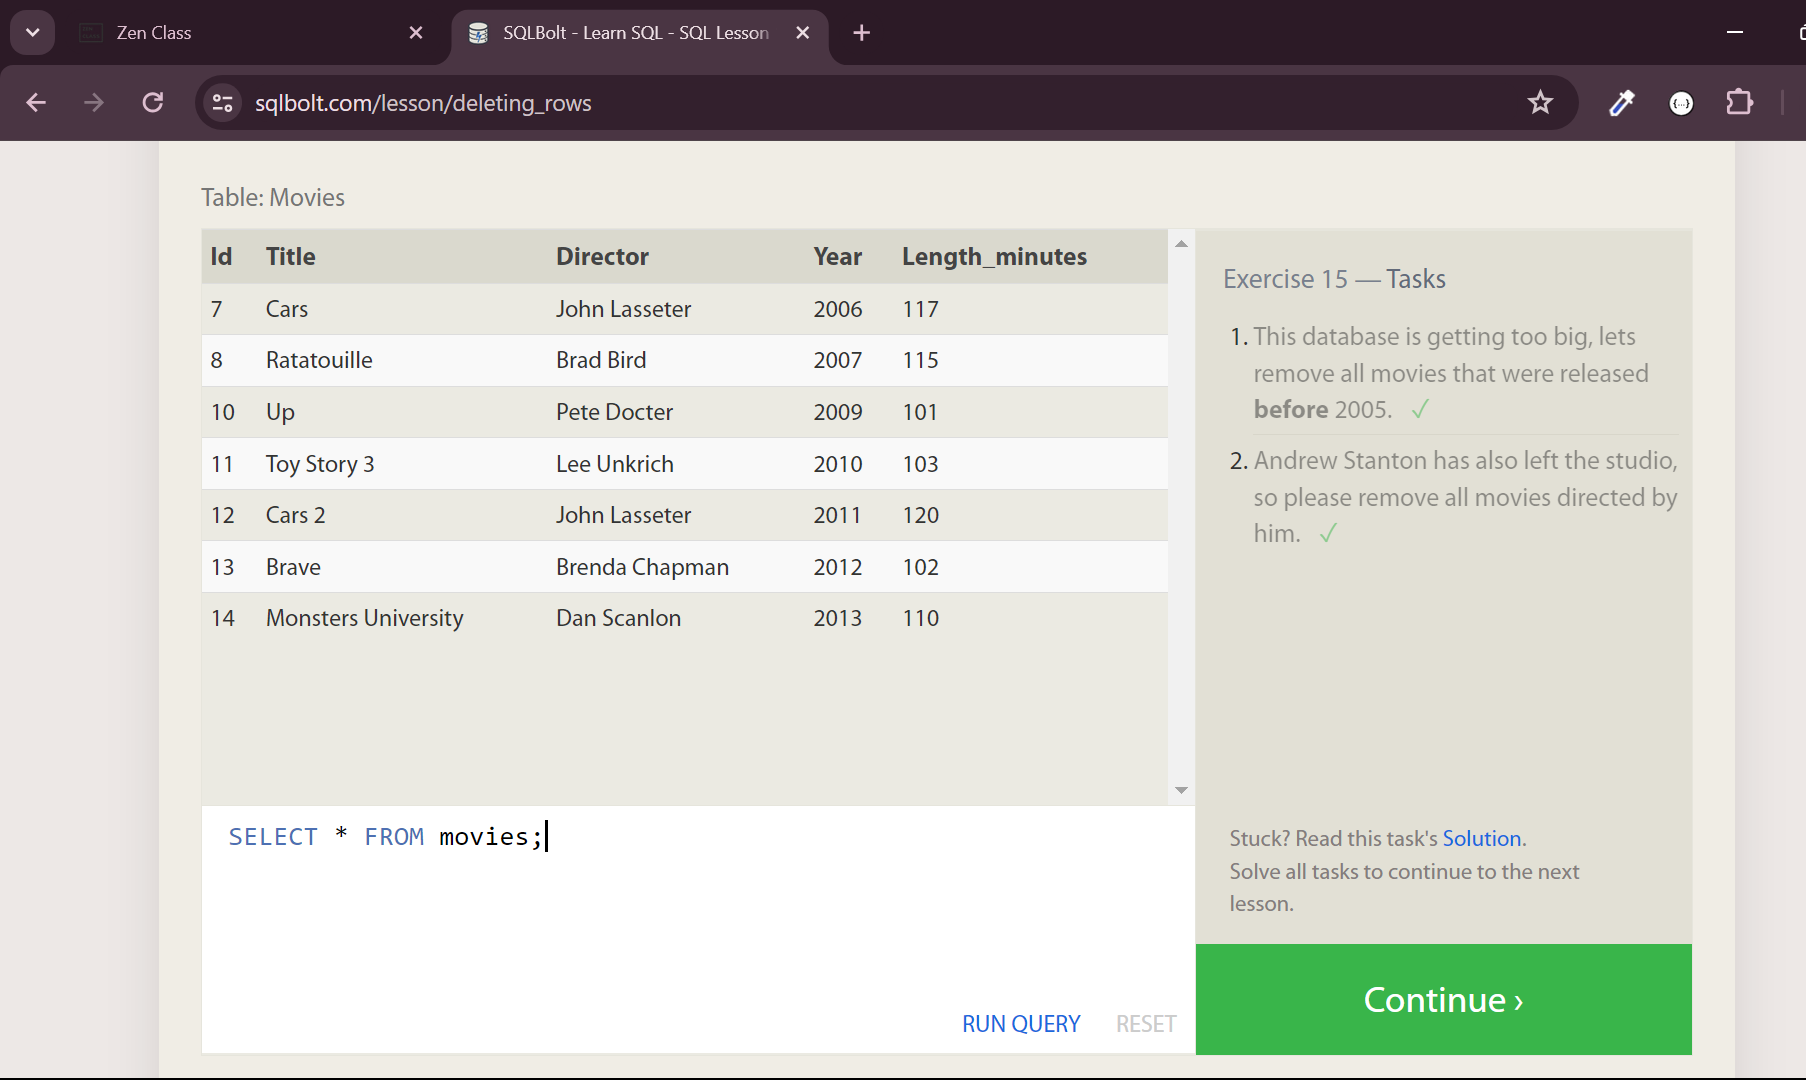 Zen Class
SQLBolt - Learn SQL - SQL Lesson
sqlbolt.com/lesson/deleting_rows
Table: Movies
Id Title Director Year Length_minutes
7 Cars John Lasseter 2006 117
8 Ratatouille Brad Bird 2007 115
10 Up Pete Docter 2009 101
11 Toy Story 3 Lee Unkrich 2010 103
12 Cars 2 John Lasseter 2011 120
13 Brave Brenda Chapman 2012 102
14 Monsters University Dan Scanlon 2013 110
SELECT * FROM movies;
RUN QUERY RESET
Exercise 15 — Tasks
1. This database is getting too big, lets
remove all movies that were released
before 2005. ✓
2. Andrew Stanton has also left the studio,
so please remove all movies directed by
him. ✓
Stuck? Read this task's Solution.
Solve all tasks to continue to the next
lesson.
Continue ›